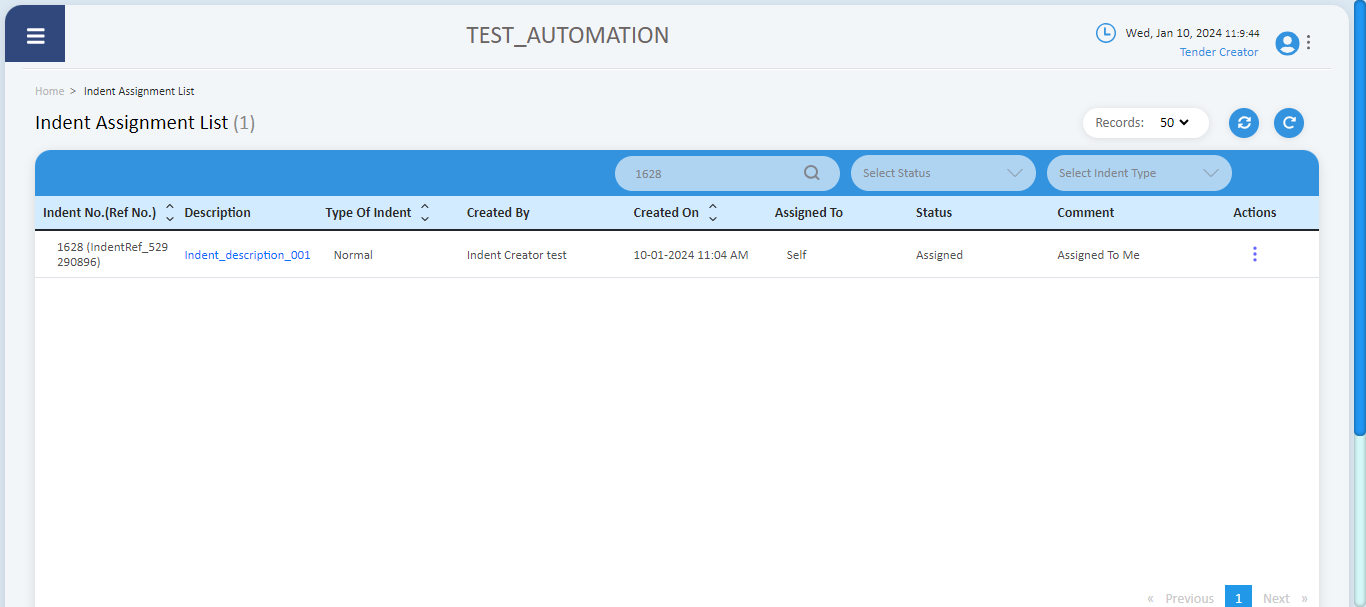 TEST_AUTOMATION
Wed, Jan 10, 2024 11:9:44
Tender Creator
Home > Indent Assignment List
Indent Assignment List (1)
Records: 50
1628
Select Status
Select Indent Type
Indent No.(Ref No.) Description Type Of Indent Created By Created On Assigned To Status Comment Actions
1628 (IndentRef_529
290896) Indent_description_001 Normal Indent Creator test 10-01-2024 11:04 AM Self Assigned Assigned To Me
« Previous 1 Next »